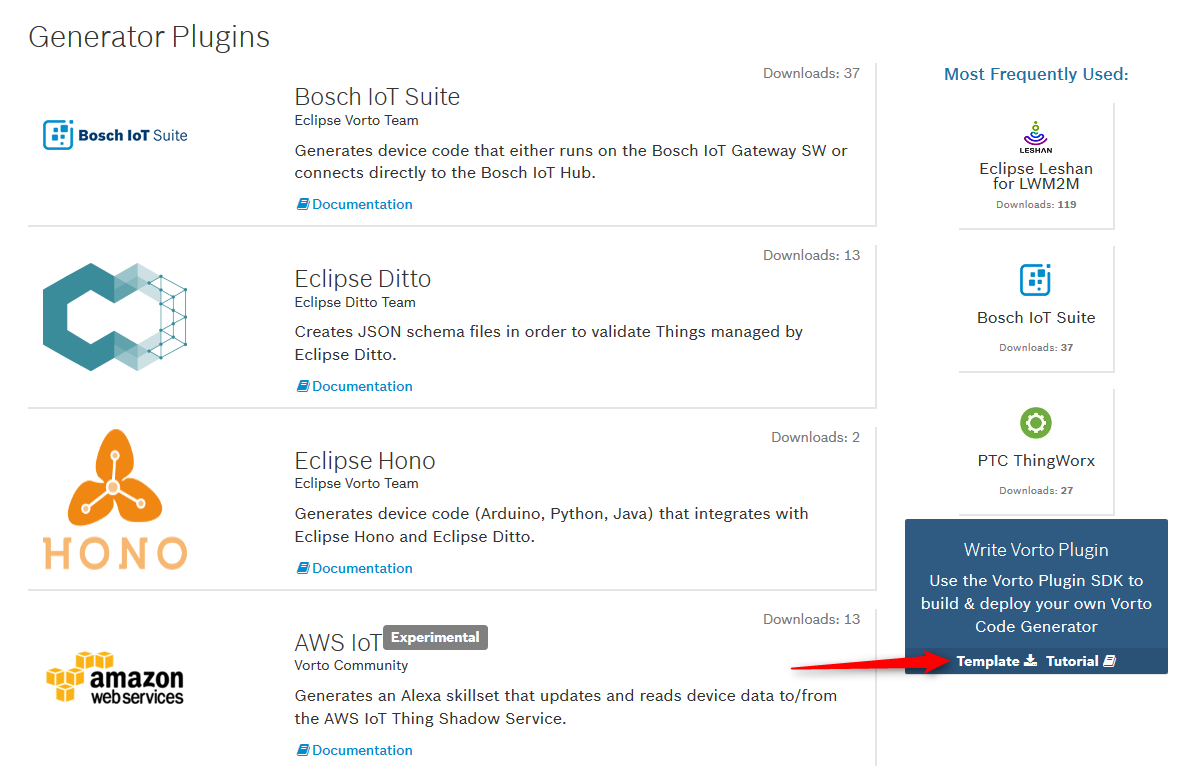 Generator Plugins
Downloads: 37
Bosch IoT Suite
Bosch IoT Suite
Eclipse Vorto Team
Generates device code that either runs on the Bosch IoT Gateway SW or
connects directly to the Bosch IoT Hub.
Documentation
Downloads: 13
Eclipse Ditto
Eclipse Ditto Team
Creates JSON schema files in order to validate Things managed by
Eclipse Ditto.
Documentation
Downloads: 2
HONO
Eclipse Hono
Eclipse Vorto Team
Generates device code (Arduino, Python, Java) that integrates with
Eclipse Hono and Eclipse Ditto.
Documentation
Downloads: 13
amazon
webservices
AWS IoT Experimental
Vorto Community
Generates an Alexa skillset that updates and reads device data to/from
the AWS IoT Thing Shadow Service.
Documentation
Most Frequently Used:
LESHAN
Eclipse Leshan
for LWM2M
Downloads: 119
Bosch IoT Suite
Downloads: 37
PTC ThingWorx
Downloads: 27
Write Vorto Plugin
Use the Vorto Plugin SDK to
build & deploy your own Vorto
Code Generator
Template Tutorial